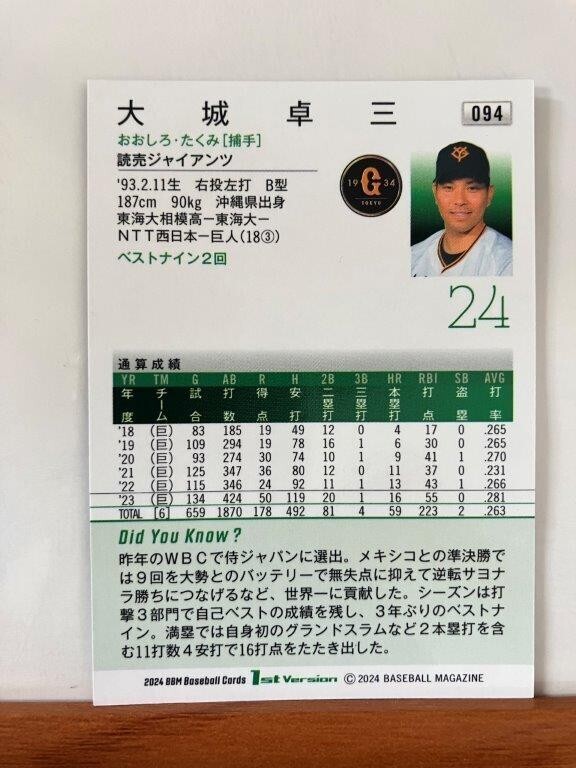 大城卓三
094
おおしろ・たくみ[捕手]
読売ジャイアンツ
'93.2.11生 右投左打 B型
187cm 90kg 沖縄県出身
東海大相模高ー東海大ー
NTT西日本ー巨人(18③)
ベストナイン2回
19 G 34
TOKYO
24
通算成績
YR TM G AB R H 2B 3B HR RBI SB AVG
年度 チーム 試合 打数 得点 安打 二塁打 三塁打 本塁打 打点 盗塁 打率
'18 (巨) 83 185 19 49 12 0 4 17 0 .265
'19 (巨) 109 294 19 78 16 1 6 30 0 .265
'20 (巨) 93 274 30 74 10 1 9 41 1 .270
'21 (巨) 125 347 36 80 12 0 11 37 0 .231
'22 (巨) 115 346 24 92 11 1 13 43 1 .266
'23 (巨) 134 424 50 119 20 1 16 55 0 .281
TOTAL [6] 659 1870 178 492 81 4 59 223 2 .263
Did You Know?
昨年のWBCで侍ジャパンに選出。メキシコとの準決勝で
は9回を大勢とのバッテリーで無失点に抑えて逆転サヨナ
ラ勝ちにつなげるなど、世界一に貢献した。シーズンは打
撃3部門で自己ベストの成績を残し、3年ぶりのベストナ
イン。満塁では自身初のグランドスラムなど2本塁打を含
む11打数4安打で16打点をたたき出した。
2024 BBM Baseball Cards 1st Version © 2024 BASEBALL MAGAZINE